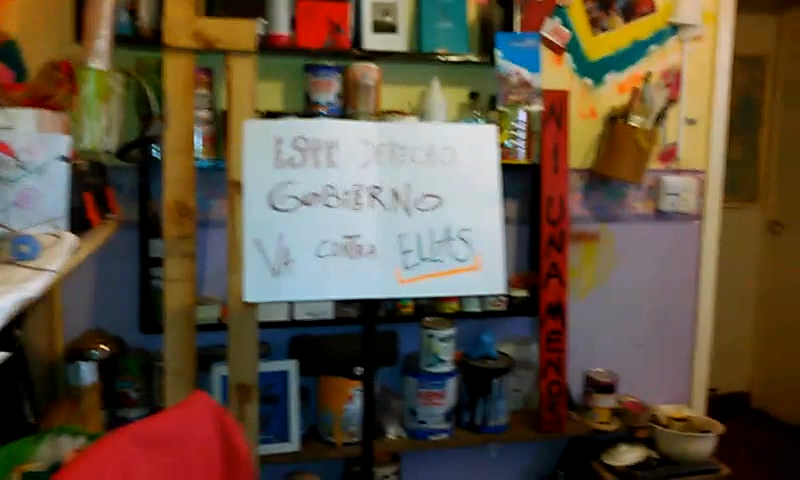 ESTE DERECHO
GOBIERNO
VA CONTRA ELLAS
NI UNA MENOS